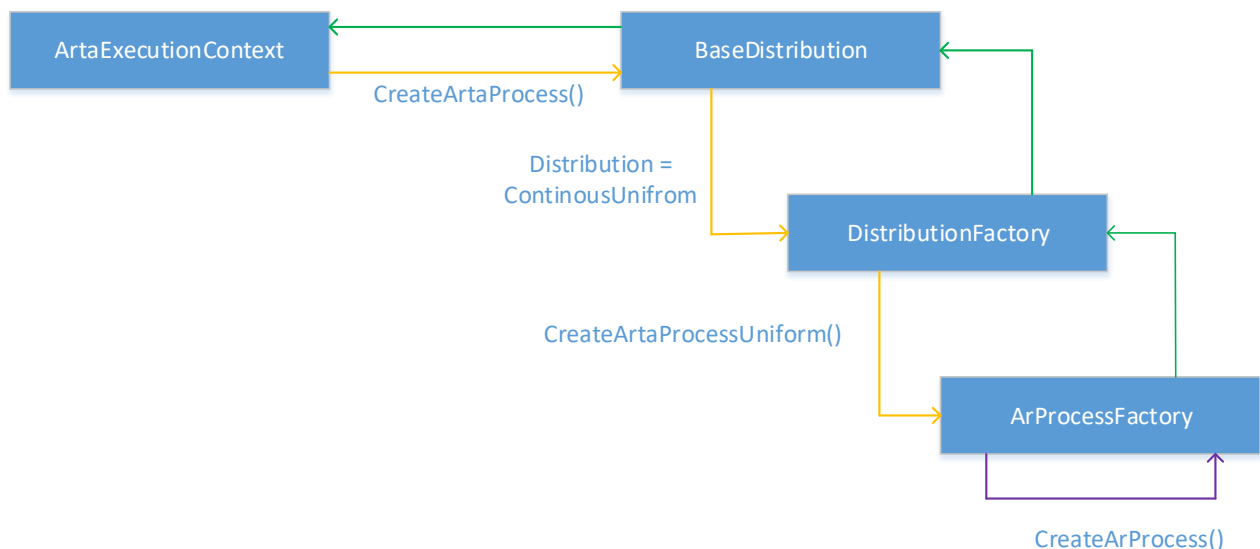 ArtaExecutionContext
BaseDistribution
CreateArtaProcess()
Distribution =
ContinousUnifrom
DistributionFactory
CreateArtaProcessUniform()
ArProcessFactory
CreateArProcess()